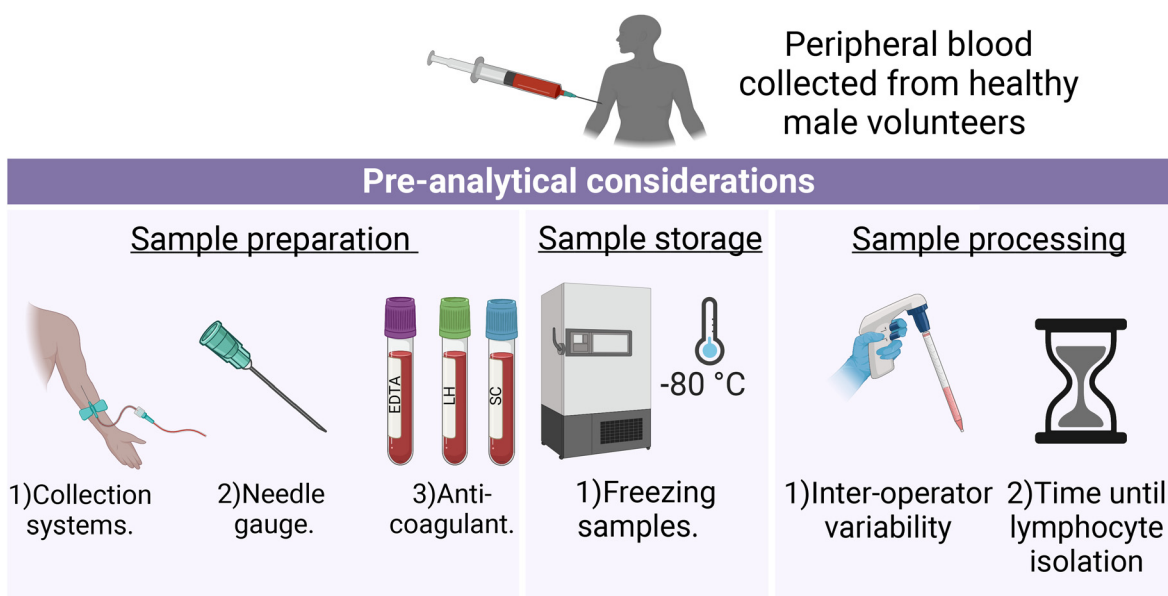 Peripheral blood
collected from healthy
male volunteers
Pre-analytical considerations
Sample preparation
EDTA
LH
SC
1)Collection
systems.
2)Needle
gauge.
3)Anti-
coagulant.
Sample storage
-80 °C
1)Freezing
samples.
Sample processing
1)Inter-operator
variability
2)Time until
lymphocyte
isolation